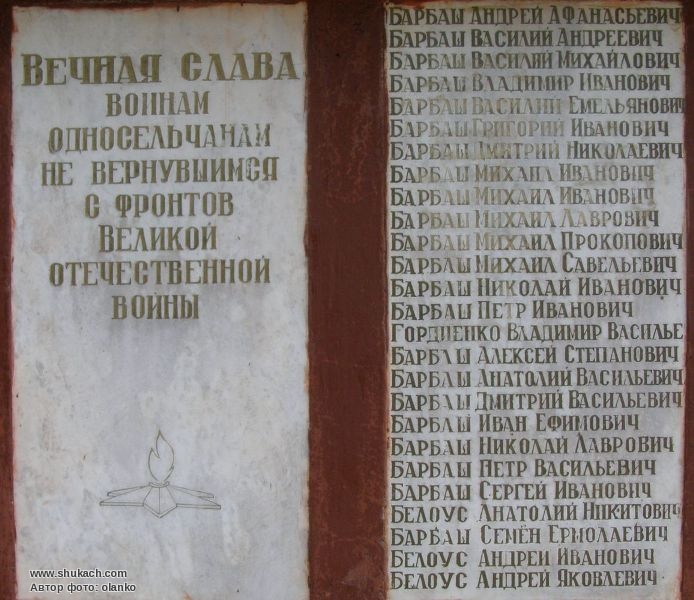 ВЕЧНАЯ СЛАВА
ВОИНАМ
ОДНОСЕЛЬЧАНАМ
НЕ ВЕРНУВШИМСЯ
С ФРОНТОВ
ВЕЛИКОЙ
ОТЕЧЕСТВЕННОЙ
ВОЙНЫ
БАРБАШ АНДРЕЙ АФАНАСЬЕВИЧ
БАРБАШ ВАСИЛИЙ АНДРЕЕВИЧ
БАРБАШ ВАСИЛИЙ МИХАЙЛОВИЧ
БАРБАШ ВЛАДИМИР ИВАНОВИЧ
БАРБАШ ВАСИЛИЙ ЕМЕЛЬЯНОВИЧ
БАРБАШ ГРИГОРИЙ ИВАНОВИЧ
БАРБАШ ДМИТРИЙ НИКОЛАЕВИЧ
БАРБАШ МИХАИЛ ИВАНОВИЧ
БАРБАШ МИХАИЛ ИВАНОВИЧ
БАРБАШ МИХАИЛ ЛАВРОВИЧ
БАРБАШ МИХАИЛ ПРОКОПОВИЧ
БАРБАШ МИХАИЛ САВЕЛЬЕВИЧ
БАРБАШ НИКОЛАЙ ИВАНОВИЧ
БАРБАШ ПЕТР ИВАНОВИЧ
ГОРДИЕНКО ВЛАДИМИР ВАСИЛЬЕ
БАРБАШ АЛЕКСЕЙ СТЕПАНОВИЧ
БАРБАШ АНАТОЛИЙ ВАСИЛЬЕВИЧ
БАРБАШ ДМИТРИЙ ВАСИЛЬЕВИЧ
БАРБАШ ИВАН ЕФИМОВИЧ
БАРБАШ НИКОЛАЙ ЛАВРОВИЧ
БАРБАШ ПЕТР ВАСИЛЬЕВИЧ
БАРБАШ СЕРГЕЙ ИВАНОВИЧ
БЕЛОУС АНАТОЛИЙ НИКИТОВИЧ
БАРБАШ СЕМЁН ЕРМОЛАЕВИЧ
БЕЛОУС АНДРЕЙ ИВАНОВИЧ
БЕЛОУС АНДРЕЙ ЯКОВЛЕВИЧ
www.shukach.com
Автор фото: olanko